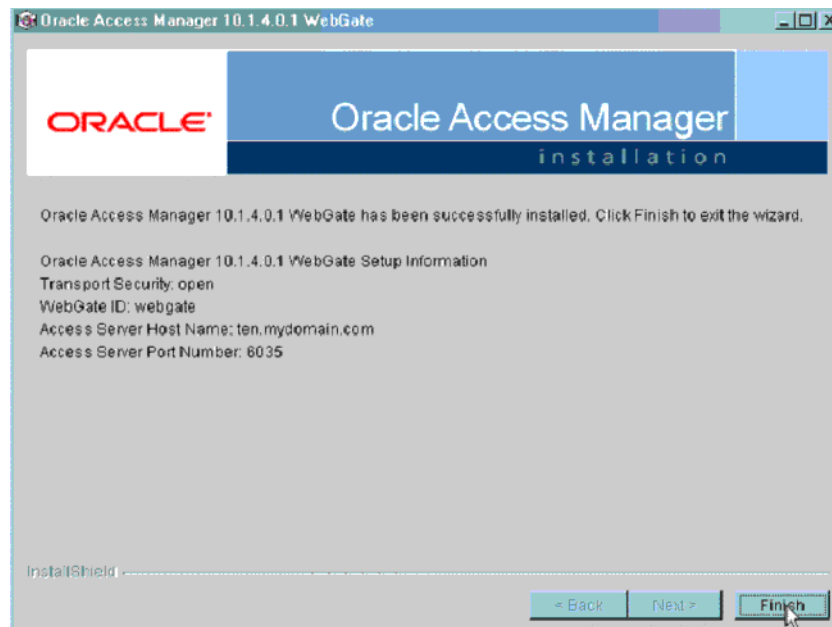 Oracle Access Manager 10.1.4.0.1 WebGate
ORACLE®
Oracle Access Manager
installation
Oracle Access Manager 10.1.4.0.1 WebGate has been successfully installed. Click Finish to exit the wizard.
Oracle Access Manager 10.1.4.0.1 WebGate Setup Information
Transport Security: open
WebGate ID: webgate
Access Server Host Name: ten.mydomain.com
Access Server Port Number: 6035
InstallShield
< Back Next > Finish